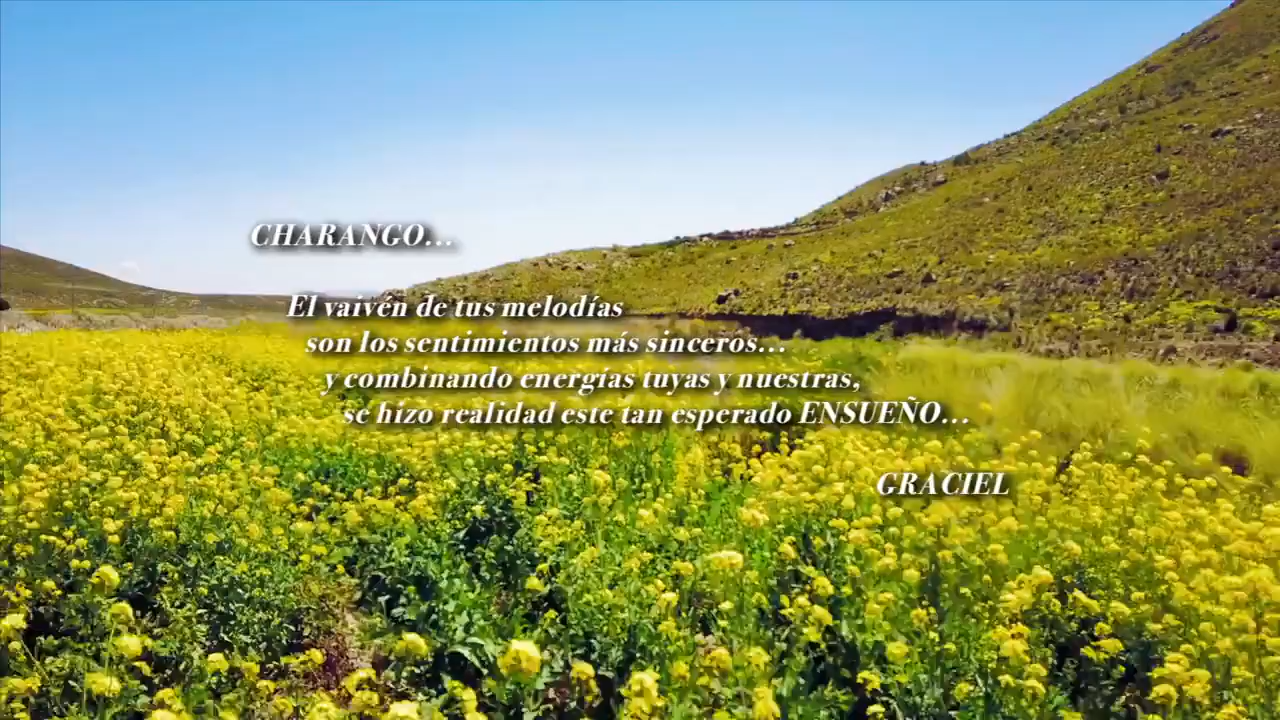 CHARANGO...
El vaivén de tus melodías
son los sentimientos más sinceros...
y combinando energías tuyas y nuestras,
se hizo realidad este tan esperado ENSUEÑO...
GRACIEL